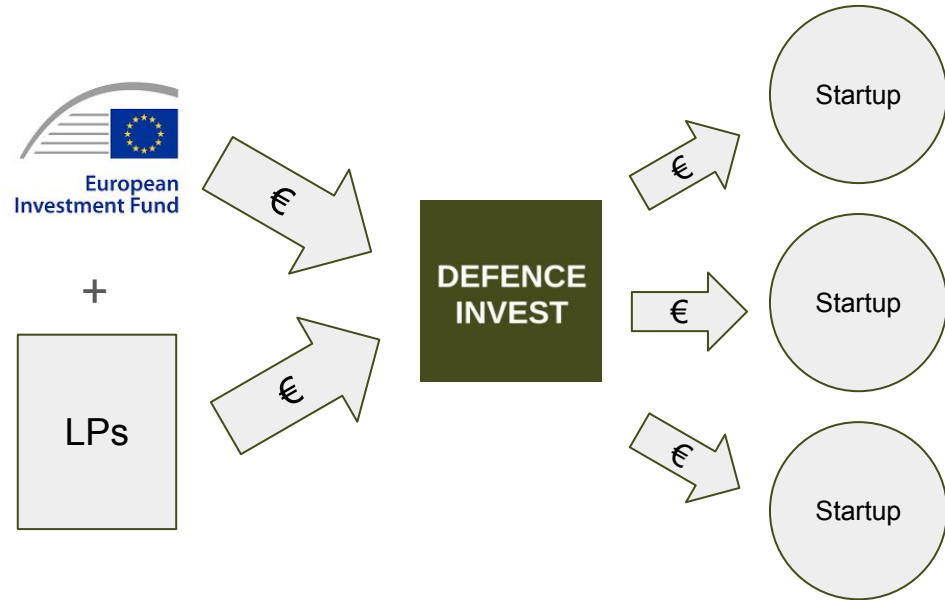 European
Investment Fund
+
LPs
€
€
DEFENCE
INVEST
€
€
€
Startup
Startup
Startup